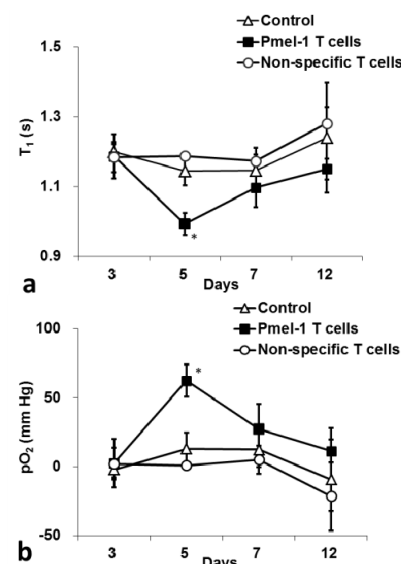 Control
Pmel-1 T cells
Non-specific T cells
1.5
1.3
1.1
0.9
T1 (s)
*
3 5 7 12
Days
a
Control
Pmel-1 T cells
Non-specific T cells
100
50
0
-50
pO2 (mm Hg)
*
3 5 7 12
Days
b